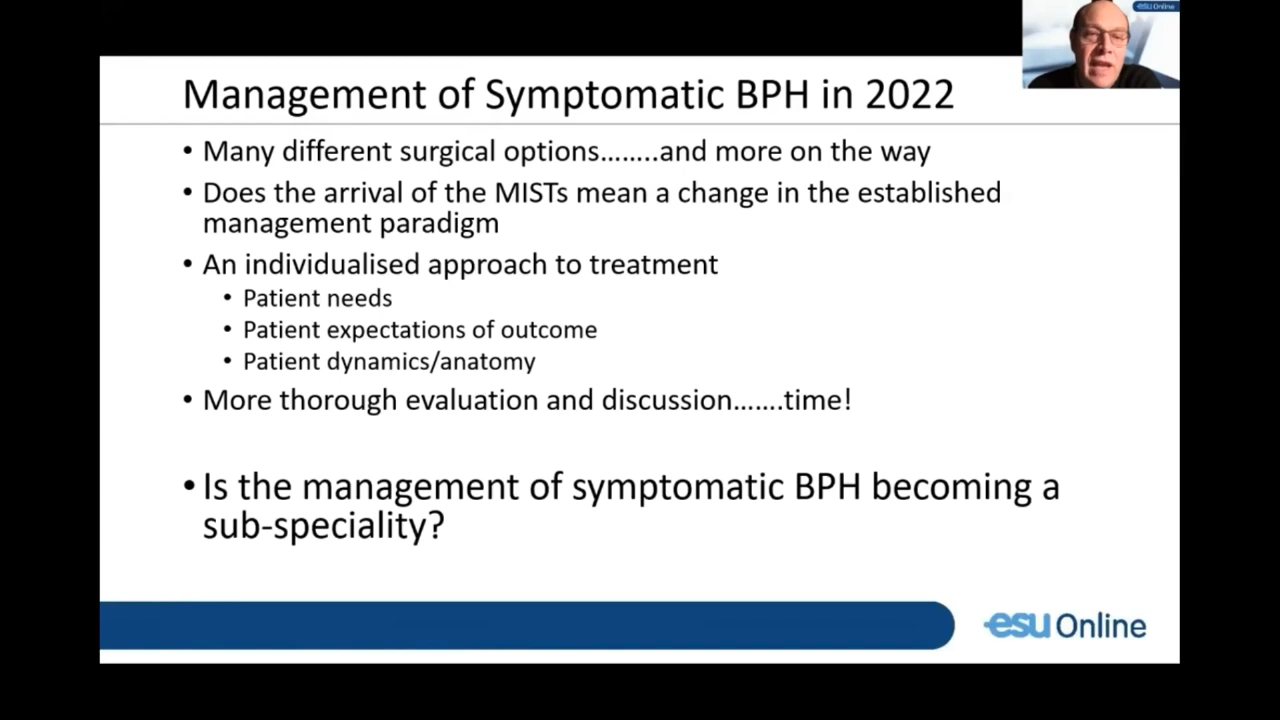 esu Online
Management of Symptomatic BPH in 2022
• Many different surgical options........and more on the way
• Does the arrival of the MISTs mean a change in the established
management paradigm
• An individualised approach to treatment
• Patient needs
• Patient expectations of outcome
• Patient dynamics/anatomy
• More thorough evaluation and discussion.......time!
• Is the management of symptomatic BPH becoming a
sub-speciality?
esu Online